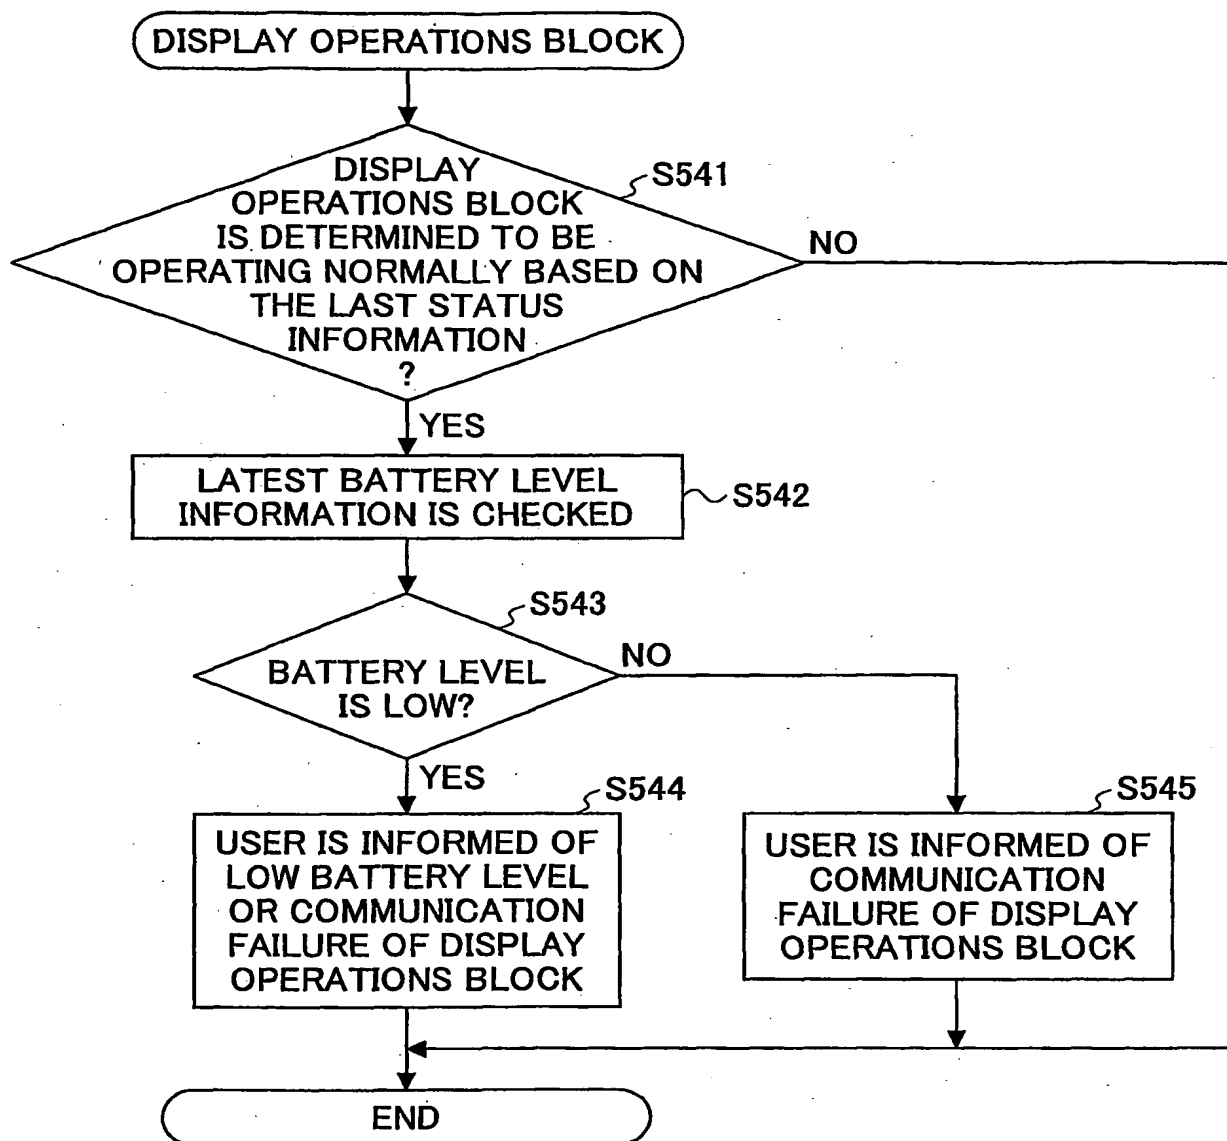 DISPLAY OPERATIONS BLOCK
DISPLAY
OPERATIONS BLOCK
IS DETERMINED TO BE
OPERATING NORMALLY BASED ON
THE LAST STATUS
INFORMATION
?
S541
NO
YES
LATEST BATTERY LEVEL
INFORMATION IS CHECKED
S542
S543
BATTERY LEVEL
IS LOW?
NO
YES
S544
USER IS INFORMED OF
LOW BATTERY LEVEL
OR COMMUNICATION
FAILURE OF DISPLAY
OPERATIONS BLOCK
S545
USER IS INFORMED OF
COMMUNICATION
FAILURE OF DISPLAY
OPERATIONS BLOCK
END